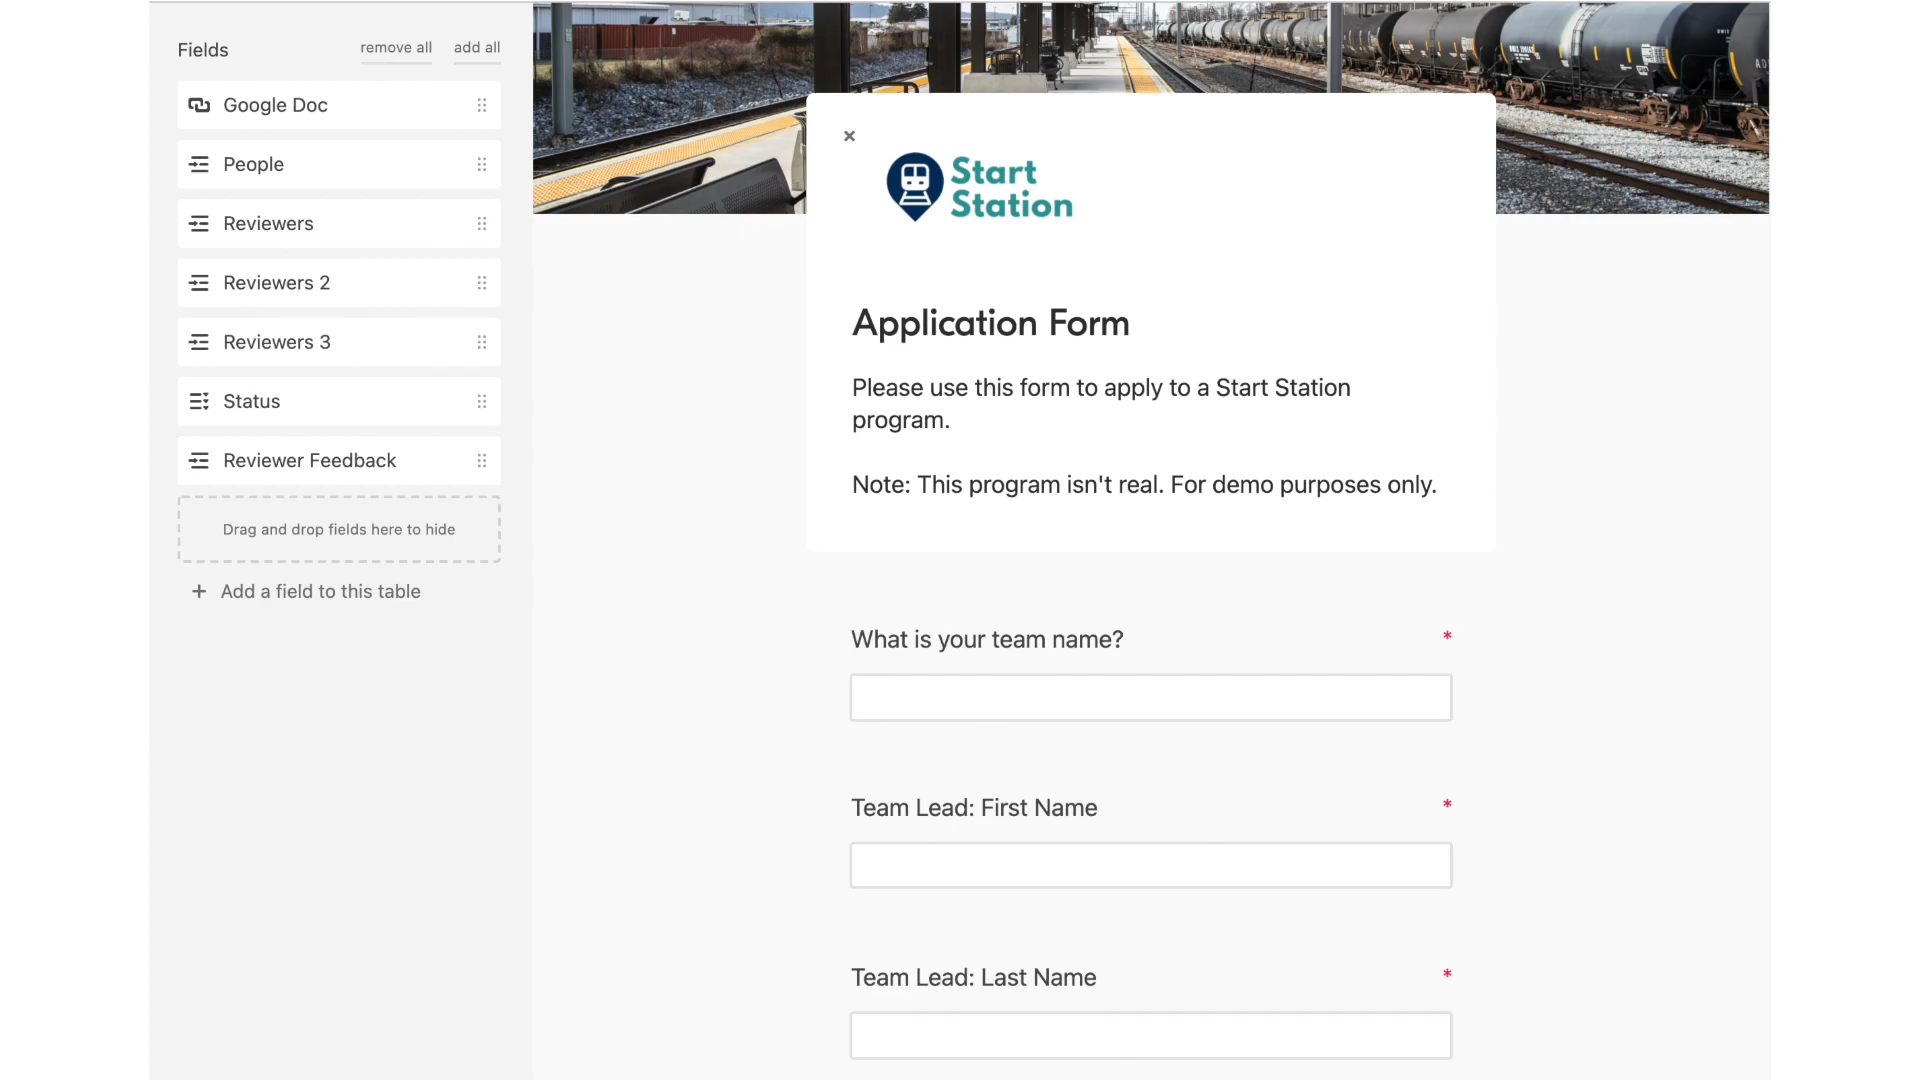 Fields
remove all
add all
Google Doc
People
Reviewers
Reviewers 2
Reviewers 3
Status
Reviewer Feedback
Drag and drop fields here to hide
+ Add a field to this table
Start
Station
Application Form
Please use this form to apply to a Start Station
program.
Note: This program isn't real. For demo purposes only.
What is your team name? *
Team Lead: First Name *
Team Lead: Last Name *